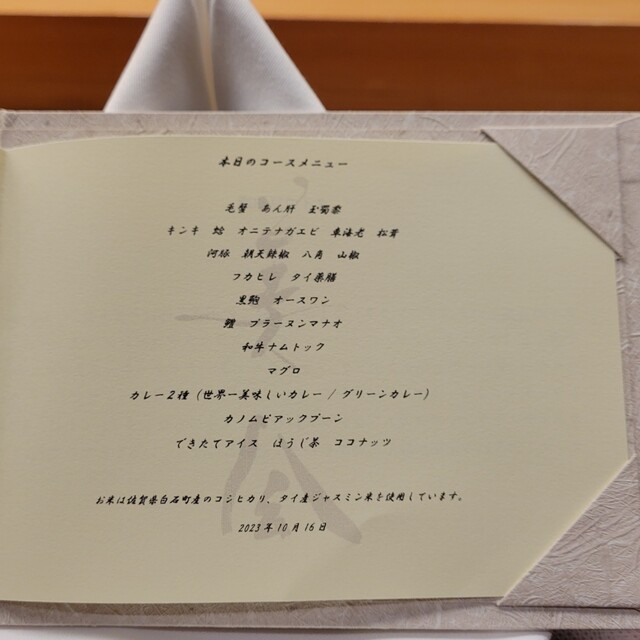 本日のコースメニュー
毛蟹 あん肝 玉蜀黍
キンキ 蛤 オニテナガエビ 車海老 松茸
河豚 朝天辣椒 八角 山椒
フカヒレ タイ薬膳
黒鮑 オースワン
鱧 プラーヌンマナオ
和牛ナムトック
マグロ
カレー2種（世界一美味しいカレー / グリーンカレー）
カノムピアックプーン
できたてアイス ほうじ茶 ココナッツ
お米は佐賀県白石町産のコシヒカリ、タイ産ジャスミン米を使用しています。
2023年10月16日